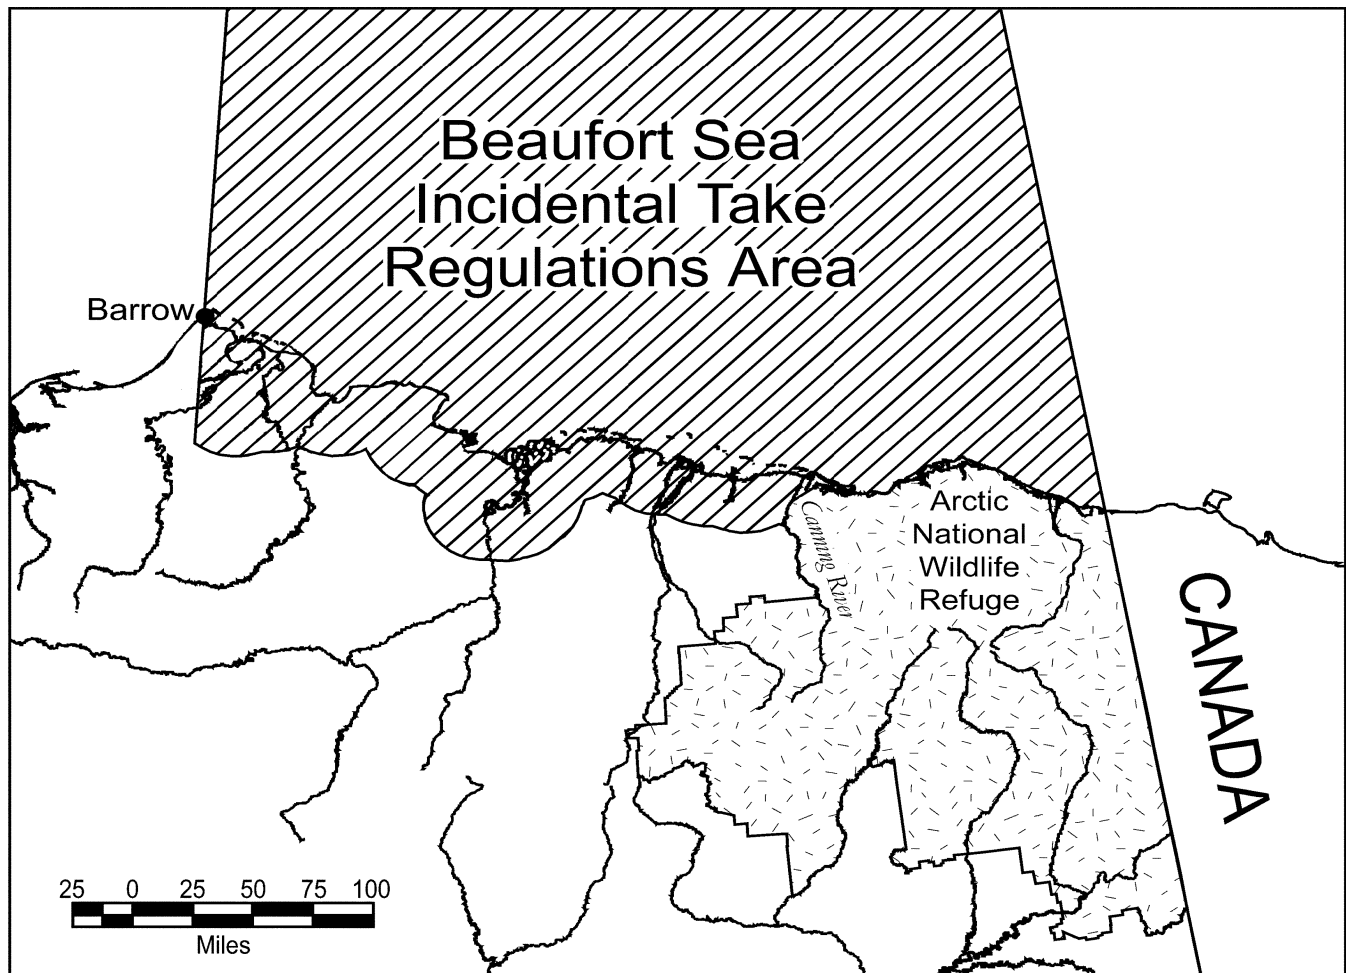 Beaufort Sea
Incidental Take
Regulations Area
Barrow
Arctic
National
Wildlife
Refuge
Canning River
CANADA
25 0 25 50 75 100
Miles